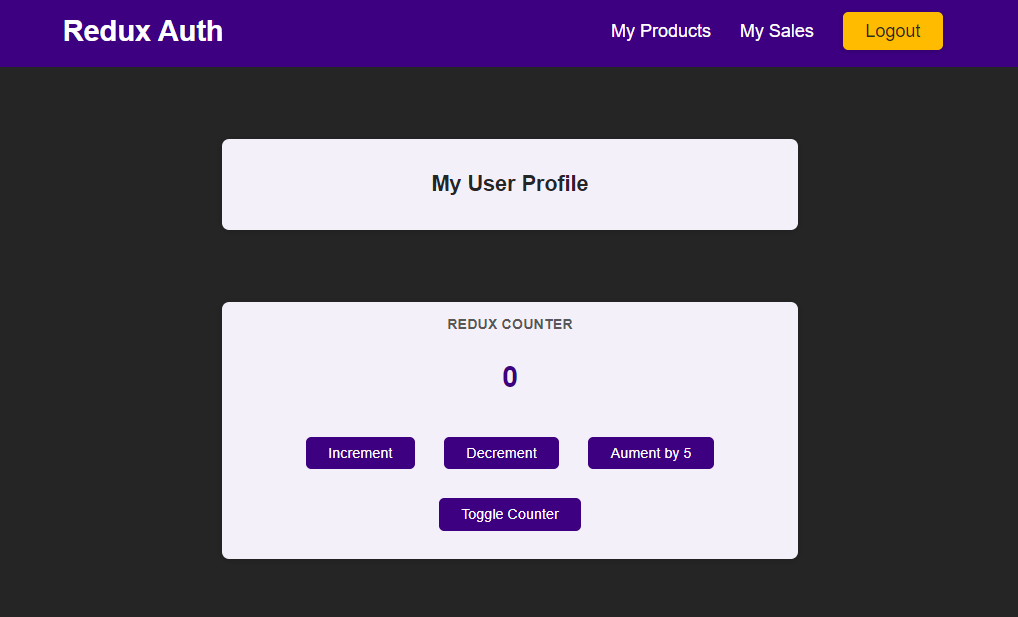 Redux Auth My Products My Sales Logout
My User Profile
REDUX COUNTER
0
Increment Decrement Aument by 5
Toggle Counter